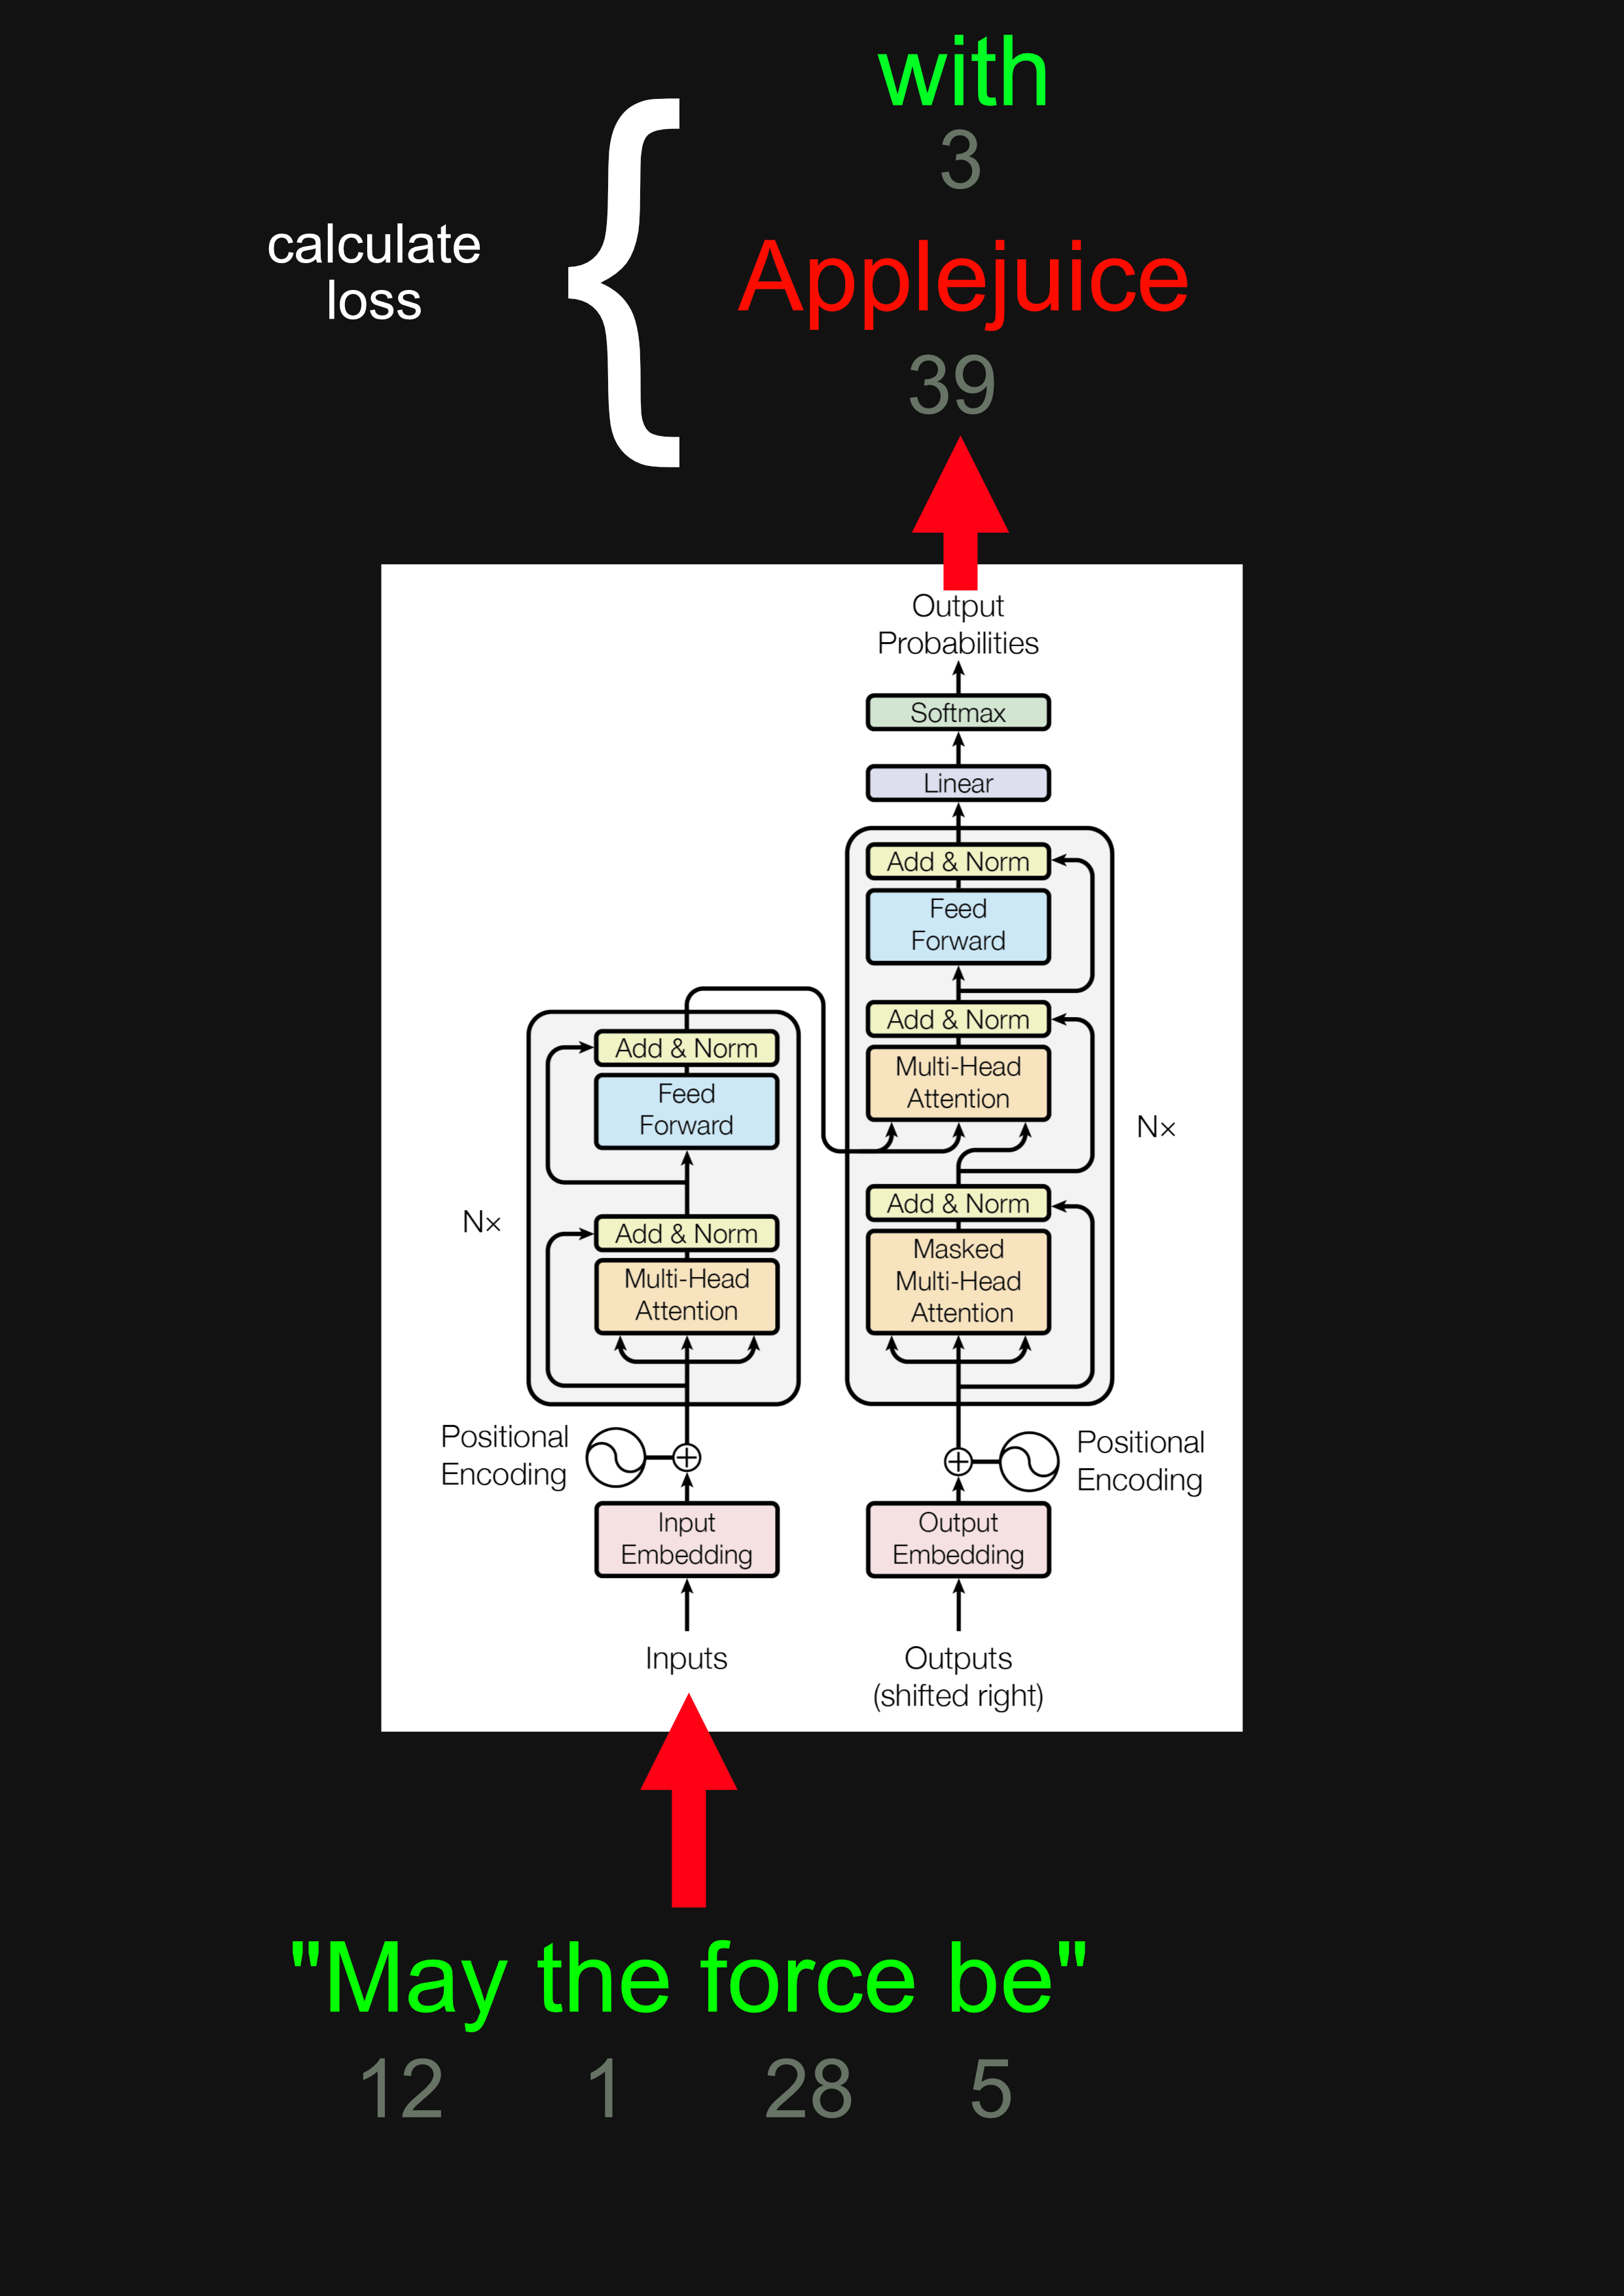 with
3
calculate
loss
Applejuice
39
Output
Probabilities
Softmax
Linear
Add & Norm
Feed
Forward
Add & Norm
Multi-Head
Attention
Nx
Add & Norm
Masked
Multi-Head
Attention
Add & Norm
Feed
Forward
Nx
Add & Norm
Multi-Head
Attention
Positional
Encoding
Positional
Encoding
Input
Embedding
Output
Embedding
Inputs
Outputs
(shifted right)
"May the force be"
12 1 28 5